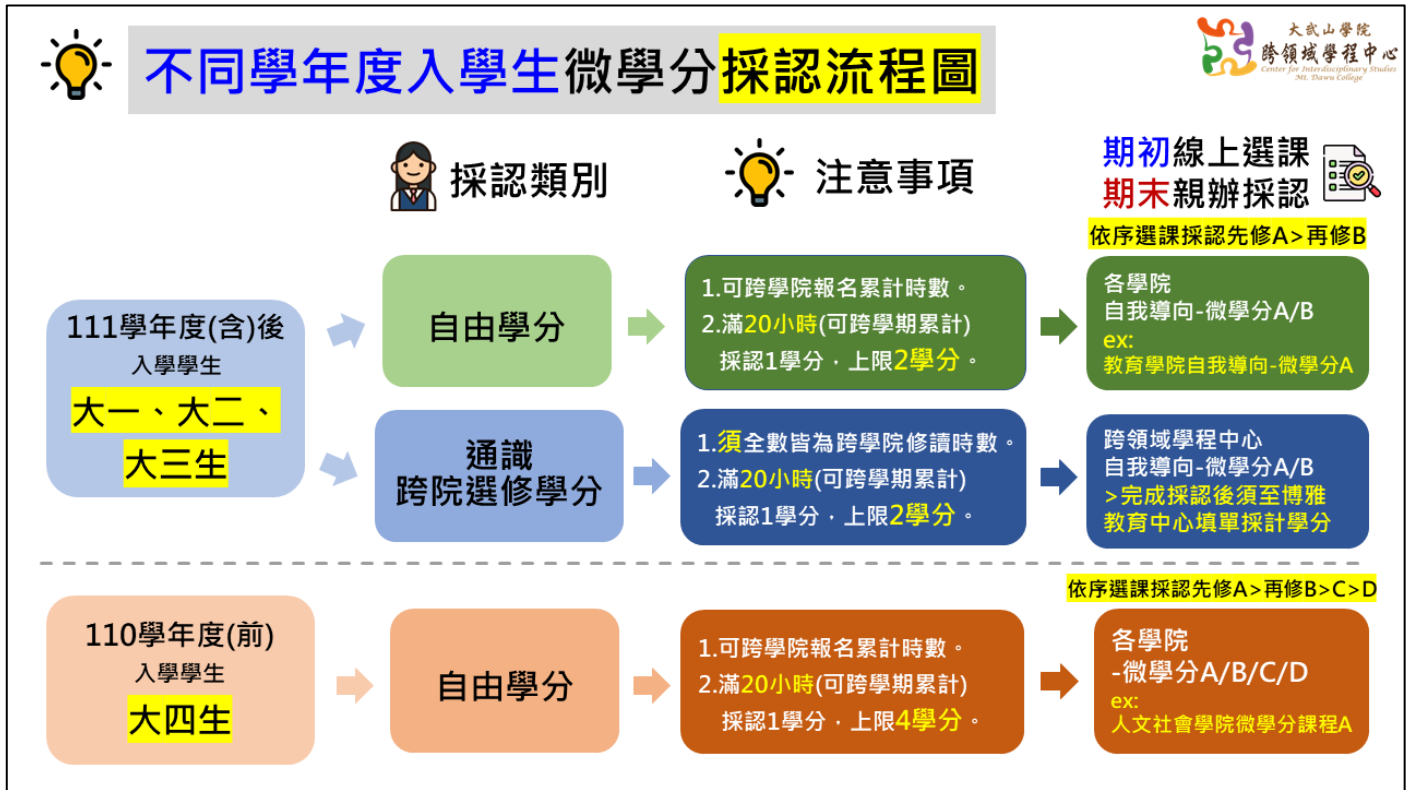 不同學年度入學生微學分採認流程圖
大武山學院
跨領域學程中心
Center for Interdisciplinary Studies
Mt. Dawu College
採認類別
注意事項
期初線上選課
期末親辦採認
依序選課採認先修A>再修B
111學年度(含)後
入學學生
大一、大二、
大三生
自由學分
1.可跨學院報名累計時數。
2.滿20小時(可跨學期累計)
採認1學分，上限2學分。
各學院
自我導向-微學分A/B
ex:
教育學院自我導向-微學分A
通識
跨院選修學分
1.須全數皆為跨學院修讀時數。
2.滿20小時(可跨學期累計)
採認1學分，上限2學分。
跨領域學程中心
自我導向-微學分A/B
>完成採認後須至博雅
教育中心填單採計學分
依序選課採認先修A>再修B>C>D
110學年度(前)
入學學生
大四生
自由學分
1.可跨學院報名累計時數。
2.滿20小時(可跨學期累計)
採認1學分，上限4學分。
各學院
-微學分A/B/C/D
ex:
人文社會學院微學分課程A